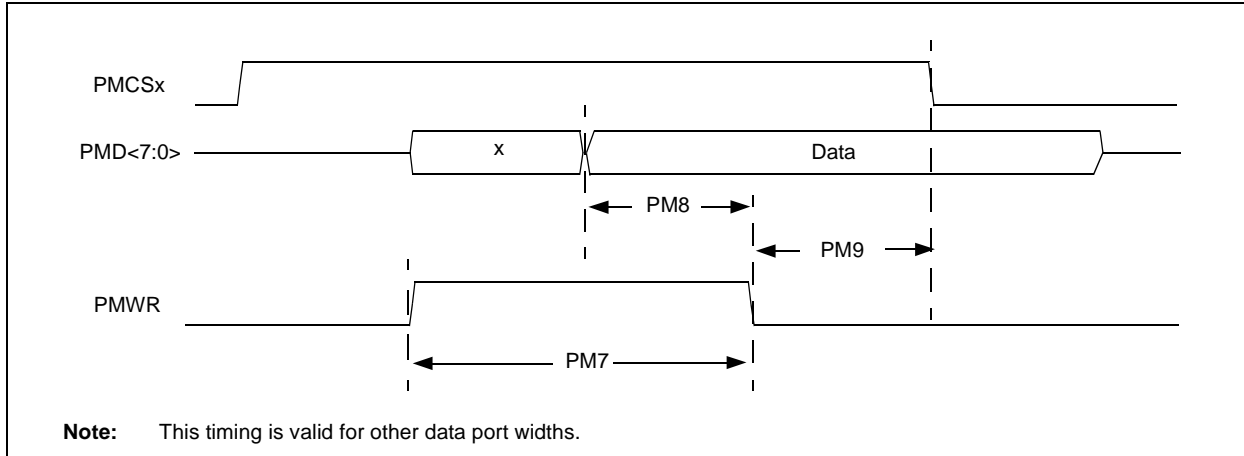 PMCSx
PMD<7:0>
x
Data
PM8
PM9
PMWR
PM7
Note: This timing is valid for other data port widths.